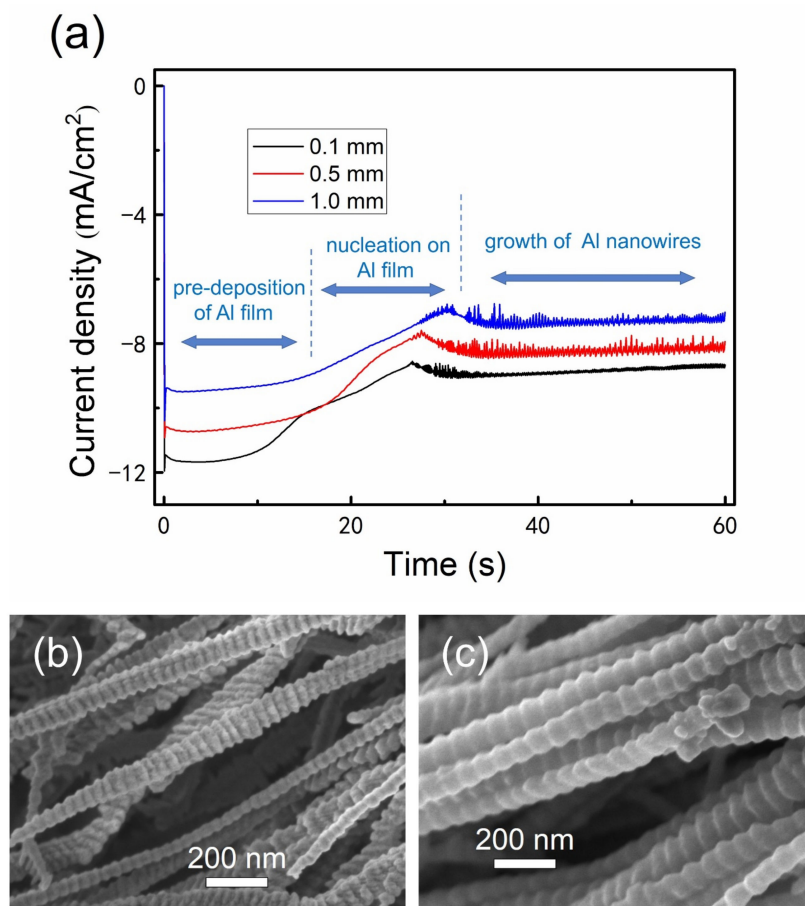 (a)
0
−4
−8
−12
Current density (mA/cm²)
0.1 mm
0.5 mm
1.0 mm
pre-deposition
of Al film
nucleation on
Al film
growth of Al nanowires
0
20
40
60
Time (s)
(b)
200 nm
(c)
200 nm